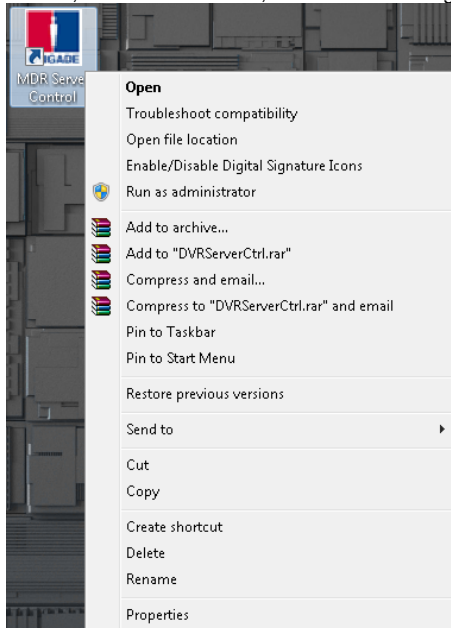 IGADE
MDR Serve
Control
Open
Troubleshoot compatibility
Open file location
Enable/Disable Digital Signature Icons
Run as administrator
Add to archive...
Add to "DVRServerCtrl.rar"
Compress and email...
Compress to "DVRServerCtrl.rar" and email
Pin to Taskbar
Pin to Start Menu
Restore previous versions
Send to
Cut
Copy
Create shortcut
Delete
Rename
Properties